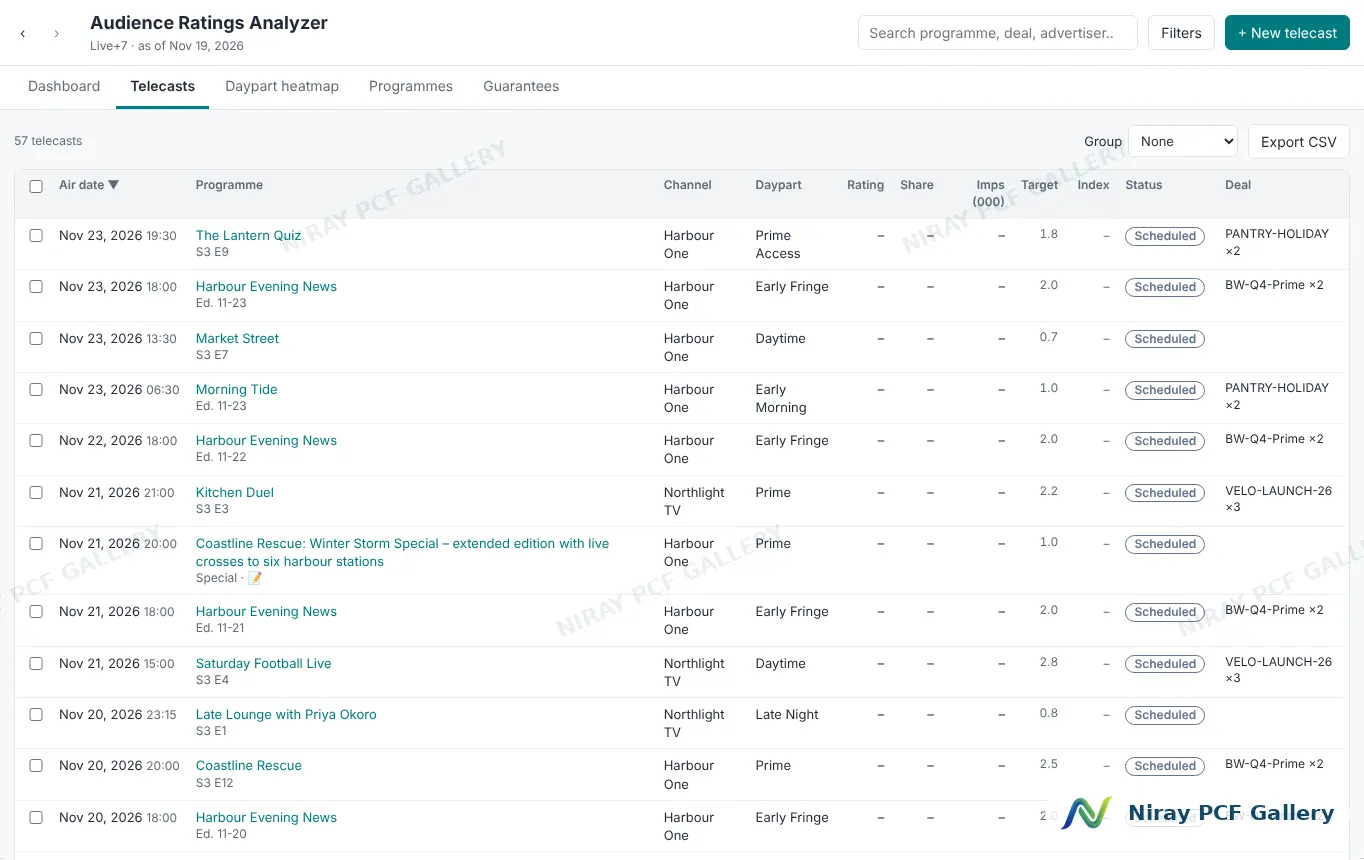 ‹ ›
Audience Ratings Analyzer
Live+7 · as of Nov 19, 2026
Search programme, deal, advertiser..
Filters
+ New telecast
Dashboard Telecasts Daypart heatmap Programmes Guarantees
57 telecasts
Group None Export CSV
Air date ▼ Programme Channel Daypart Rating Share Imps Target Index Status Deal
(000)
Nov 23, 2026 19:30 The Lantern Quiz Harbour Prime – – – 1.8 – Scheduled PANTRY-HOLIDAY
S3 E9 One Access ×2
Nov 23, 2026 18:00 Harbour Evening News Harbour Early Fringe – – – 2.0 – Scheduled BW-Q4-Prime ×2
Ed. 11-23 One
Nov 23, 2026 13:30 Market Street Harbour Daytime – – – 0.7 – Scheduled
S3 E7 One
Nov 23, 2026 06:30 Morning Tide Harbour Early – – – 1.0 – Scheduled PANTRY-HOLIDAY
Ed. 11-23 One Morning ×2
Nov 22, 2026 18:00 Harbour Evening News Harbour Early Fringe – – – 2.0 – Scheduled BW-Q4-Prime ×2
Ed. 11-22 One
Nov 21, 2026 21:00 Kitchen Duel Northlight Prime – – – 2.2 – Scheduled VELO-LAUNCH-26
S3 E3 TV ×3
Nov 21, 2026 20:00 Coastline Rescue: Winter Storm Special – extended edition with live Harbour Prime – – – 1.0 – Scheduled
crosses to six harbour stations One
Special · 📝
Nov 21, 2026 18:00 Harbour Evening News Harbour Early Fringe – – – 2.0 – Scheduled BW-Q4-Prime ×2
Ed. 11-21 One
Nov 21, 2026 15:00 Saturday Football Live Northlight Daytime – – – 2.8 – Scheduled VELO-LAUNCH-26
S3 E4 TV ×3
Nov 20, 2026 23:15 Late Lounge with Priya Okoro Northlight Late Night – – – 0.8 – Scheduled
S3 E1 TV
Nov 20, 2026 20:00 Coastline Rescue Harbour Prime – – – 2.5 – Scheduled BW-Q4-Prime ×2
S3 E12 One
Nov 20, 2026 18:00 Harbour Evening News Harbour Early Fringe – – –
Ed. 11-20 One
Niray PCF Gallery
NIRAY PCF GALLERY
NIRAY PCF GALLERY
PCF GALLERY
NIRAY PCF GALLERY
NIRAY PCF GALLE